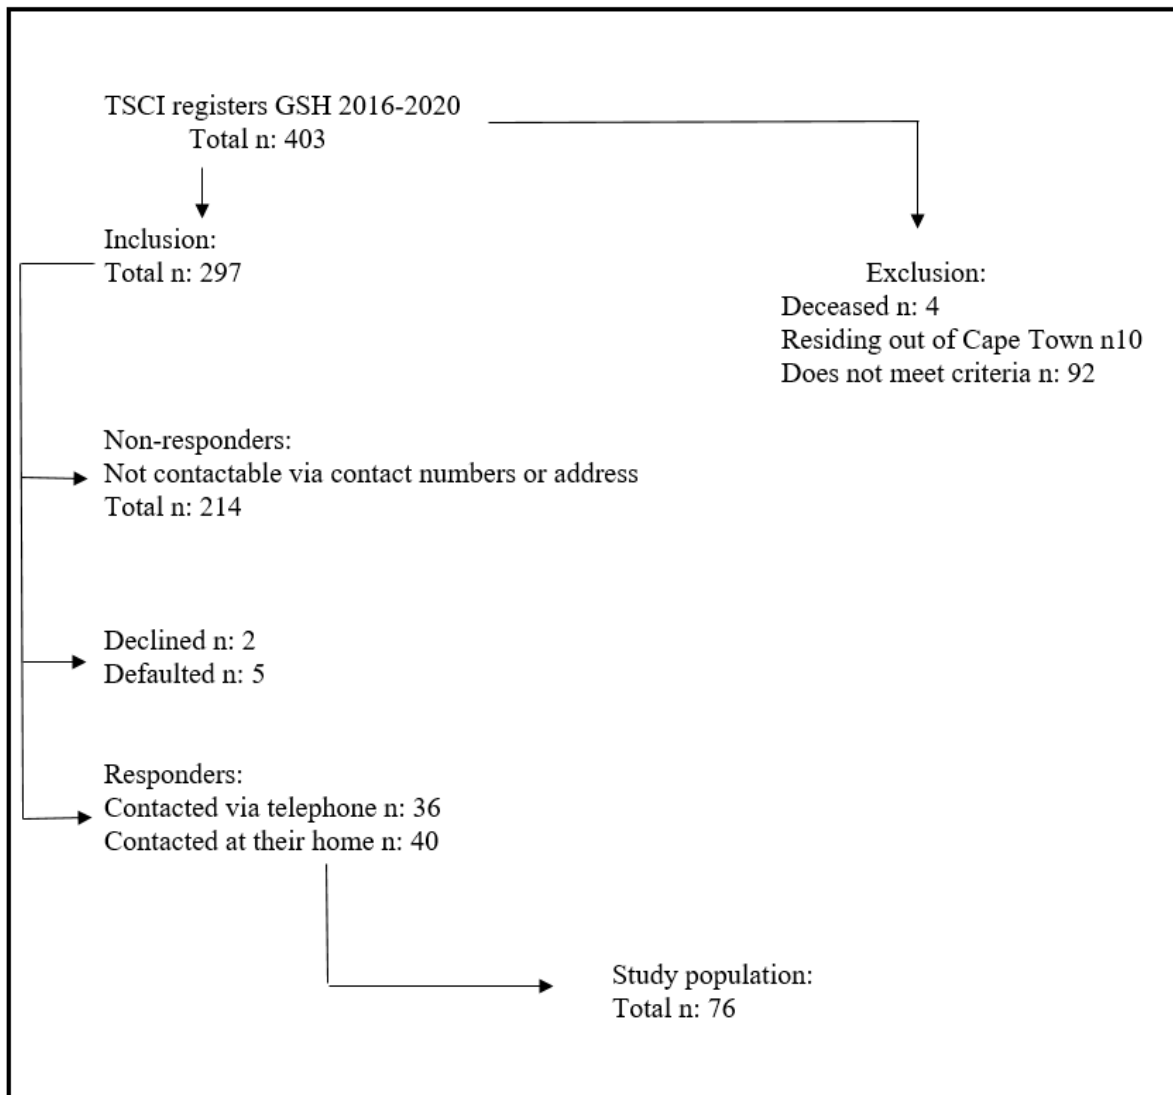 TSCI registers GSH 2016-2020
Total n: 403
Inclusion:
Total n: 297
Exclusion:
Deceased n: 4
Residing out of Cape Town n10
Does not meet criteria n: 92
Non-responders:
Not contactable via contact numbers or address
Total n: 214
Declined n: 2
Defaulted n: 5
Responders:
Contacted via telephone n: 36
Contacted at their home n: 40
Study population:
Total n: 76